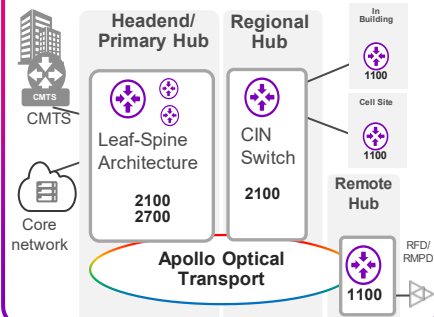 Headend/
Primary Hub
Regional
Hub
In
Building
1100
CMTS
CMTS
Leaf-Spine
Architecture
2100
2700
CIN
Switch
2100
Cell Site
1100
Core
network
Remote
Hub
Apollo Optical
Transport
1100
RFD/
RMPD